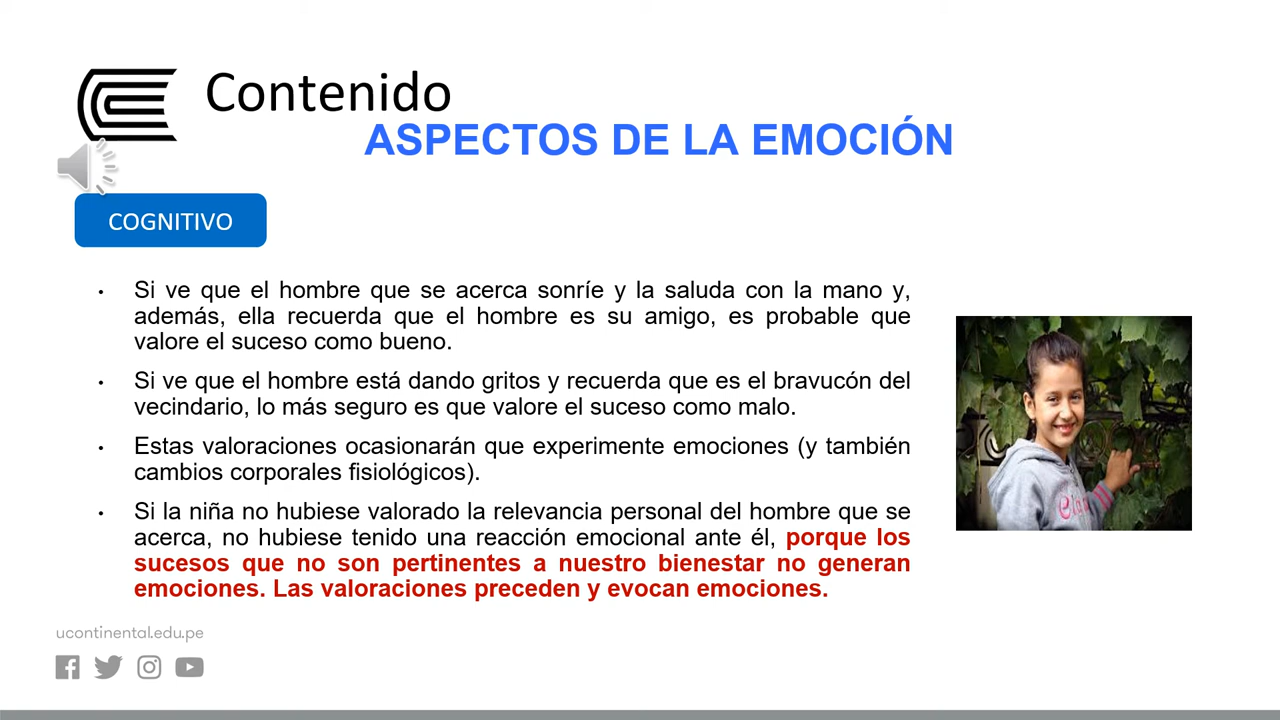 Contenido
ASPECTOS DE LA EMOCIÓN
COGNITIVO
• Si ve que el hombre que se acerca sonríe y la saluda con la mano y,
además, ella recuerda que el hombre es su amigo, es probable que
valore el suceso como bueno.
• Si ve que el hombre está dando gritos y recuerda que es el bravucón del
vecindario, lo más seguro es que valore el suceso como malo.
• Estas valoraciones ocasionarán que experimente emociones (y también
cambios corporales fisiológicos).
• Si la niña no hubiese valorado la relevancia personal del hombre que se
acerca, no hubiese tenido una reacción emocional ante él, porque los
sucesos que no son pertinentes a nuestro bienestar no generan
emociones. Las valoraciones preceden y evocan emociones.
ucontinental.edu.pe